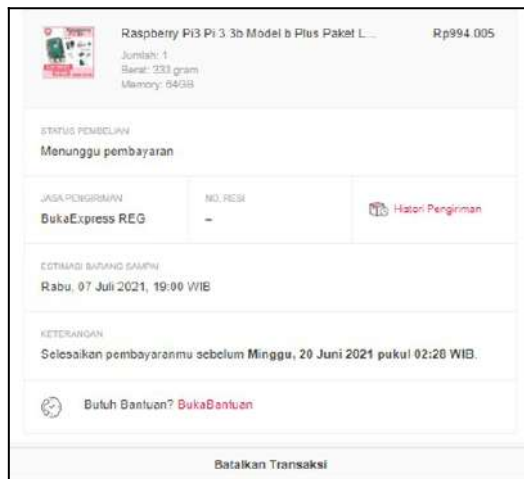 Raspberry Pi3 Pi 3 3b Model b Plus Paket L... Rp994.005
Jumlah: 1
Berat: 333 gram
Memory: 64GB
STATUS PEMBELIAN
Menunggu pembayaran
JASA PENGIRIMAN NO. RESI
BukaExpress REG – Histori Pengiriman
ESTIMASI BARANG SAMPAI
Rabu, 07 Juli 2021, 19:00 WIB
KETERANGAN
Selesaikan pembayaranmu sebelum Minggu, 20 Juni 2021 pukul 02:28 WIB.
Butuh Bantuan? BukaBantuan
Batalkan Transaksi